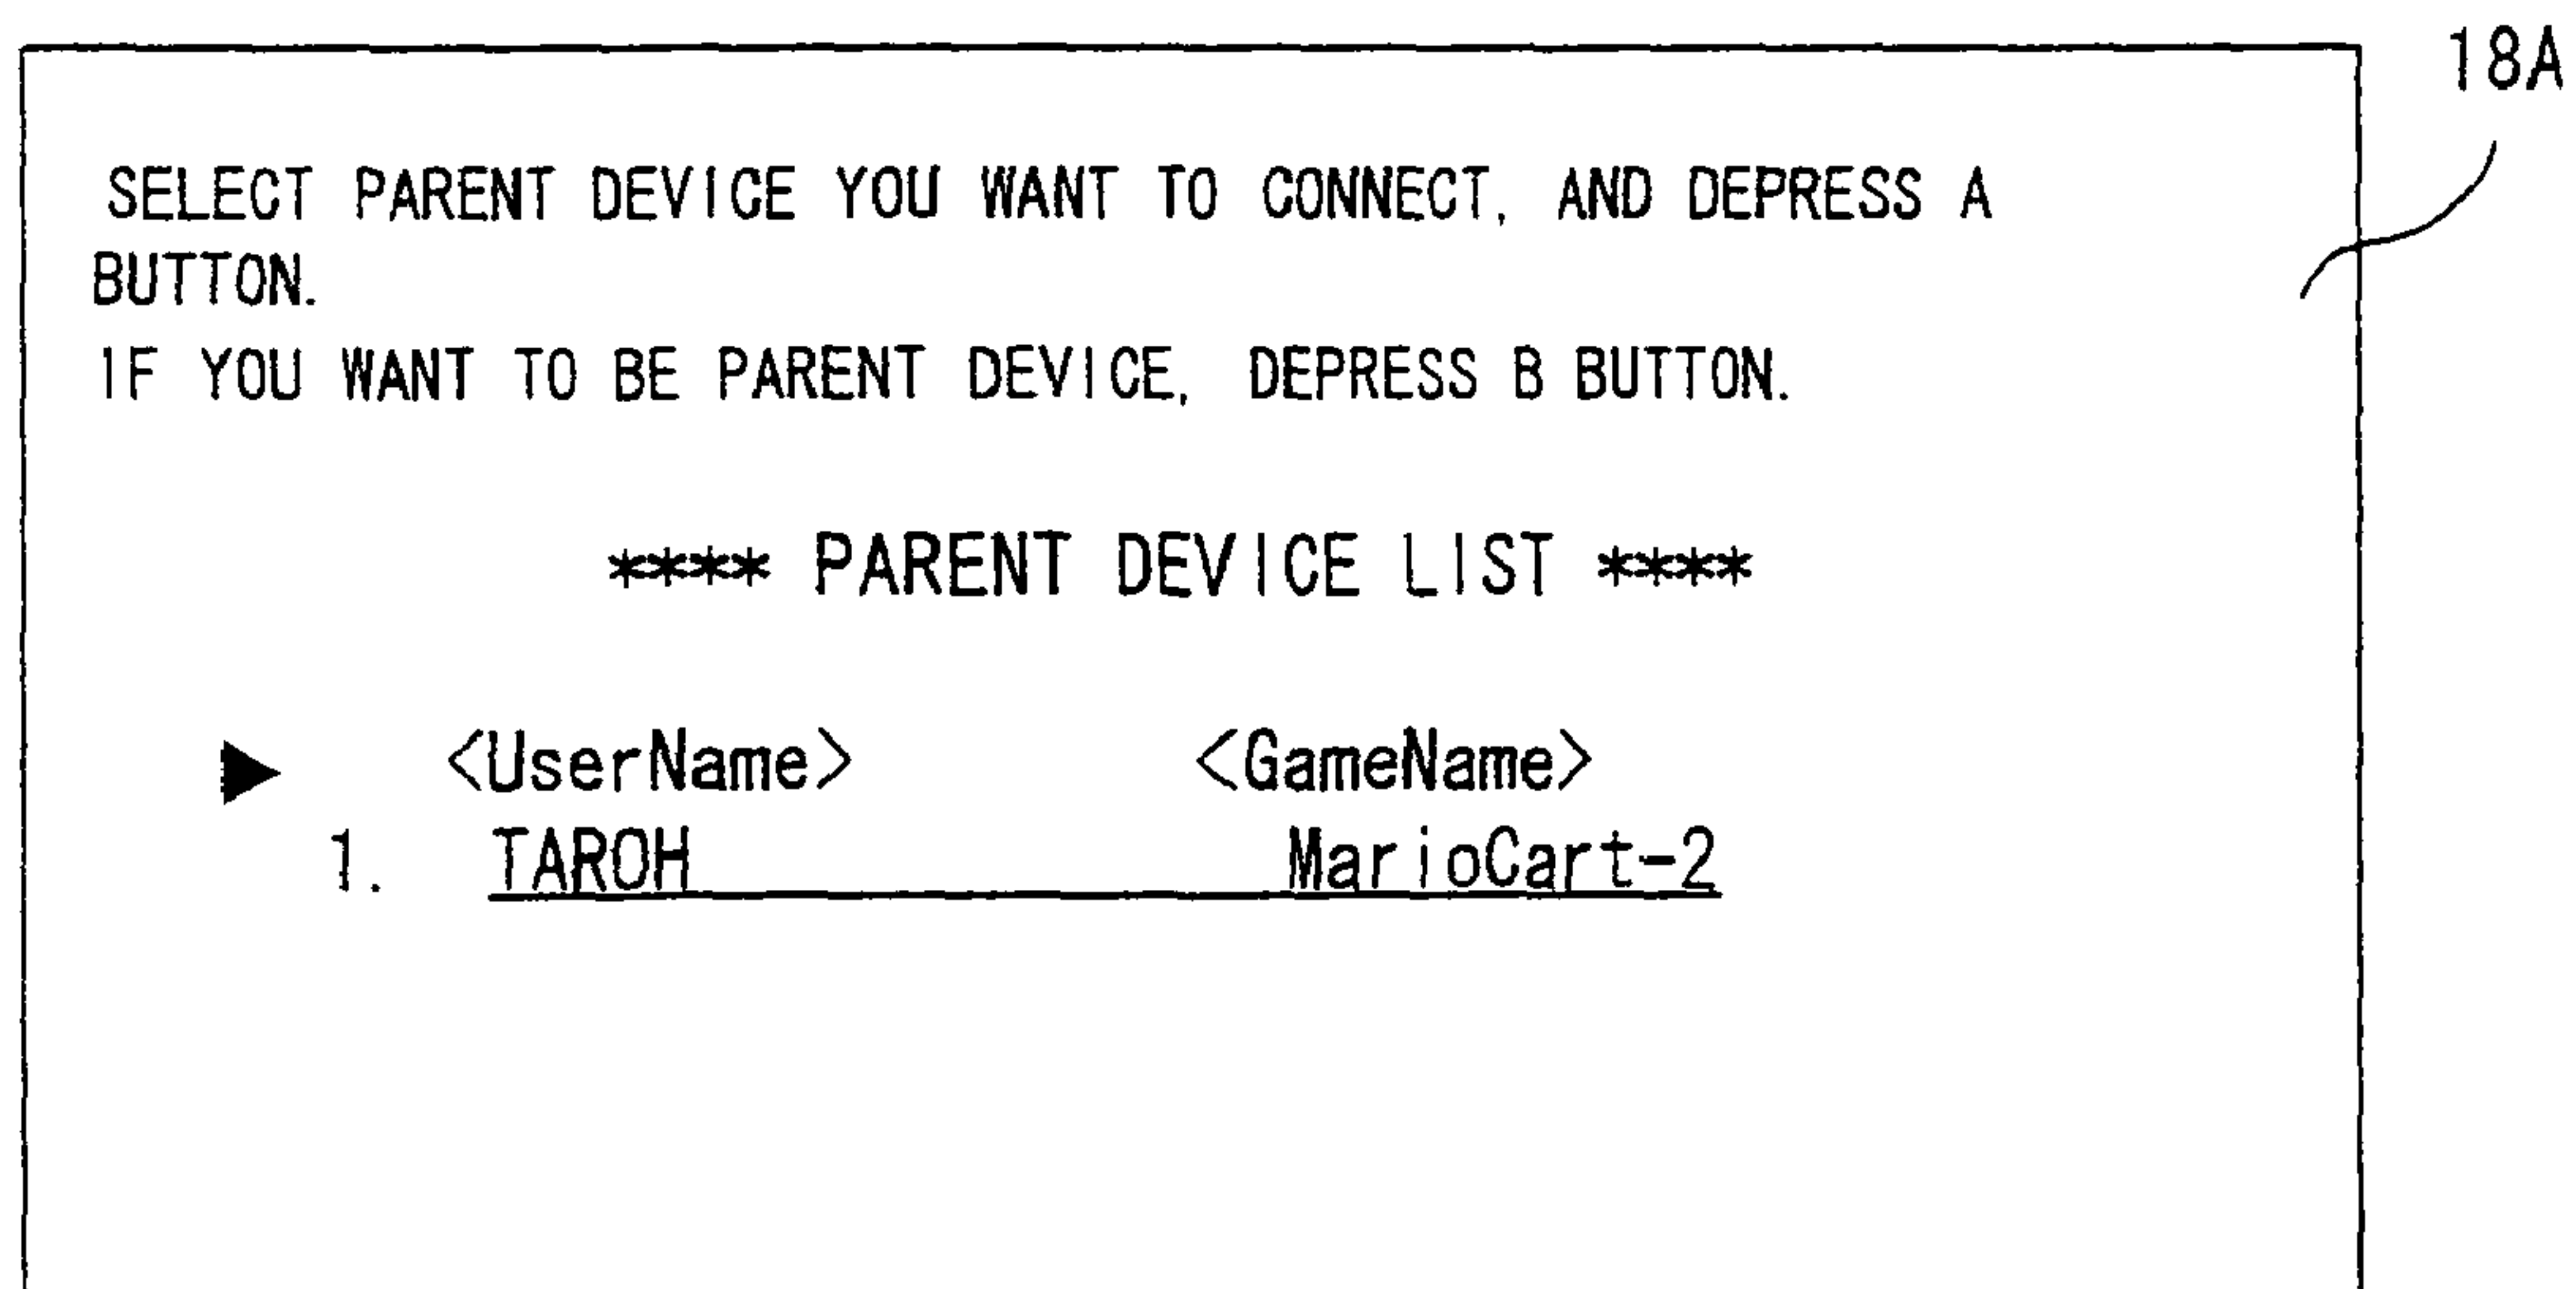 18A
SELECT PARENT DEVICE YOU WANT TO CONNECT, AND DEPRESS A
BUTTON.
IF YOU WANT TO BE PARENT DEVICE, DEPRESS B BUTTON.
**** PARENT DEVICE LIST ****
<UserName> <GameName>
1. TAROH MarioCart-2